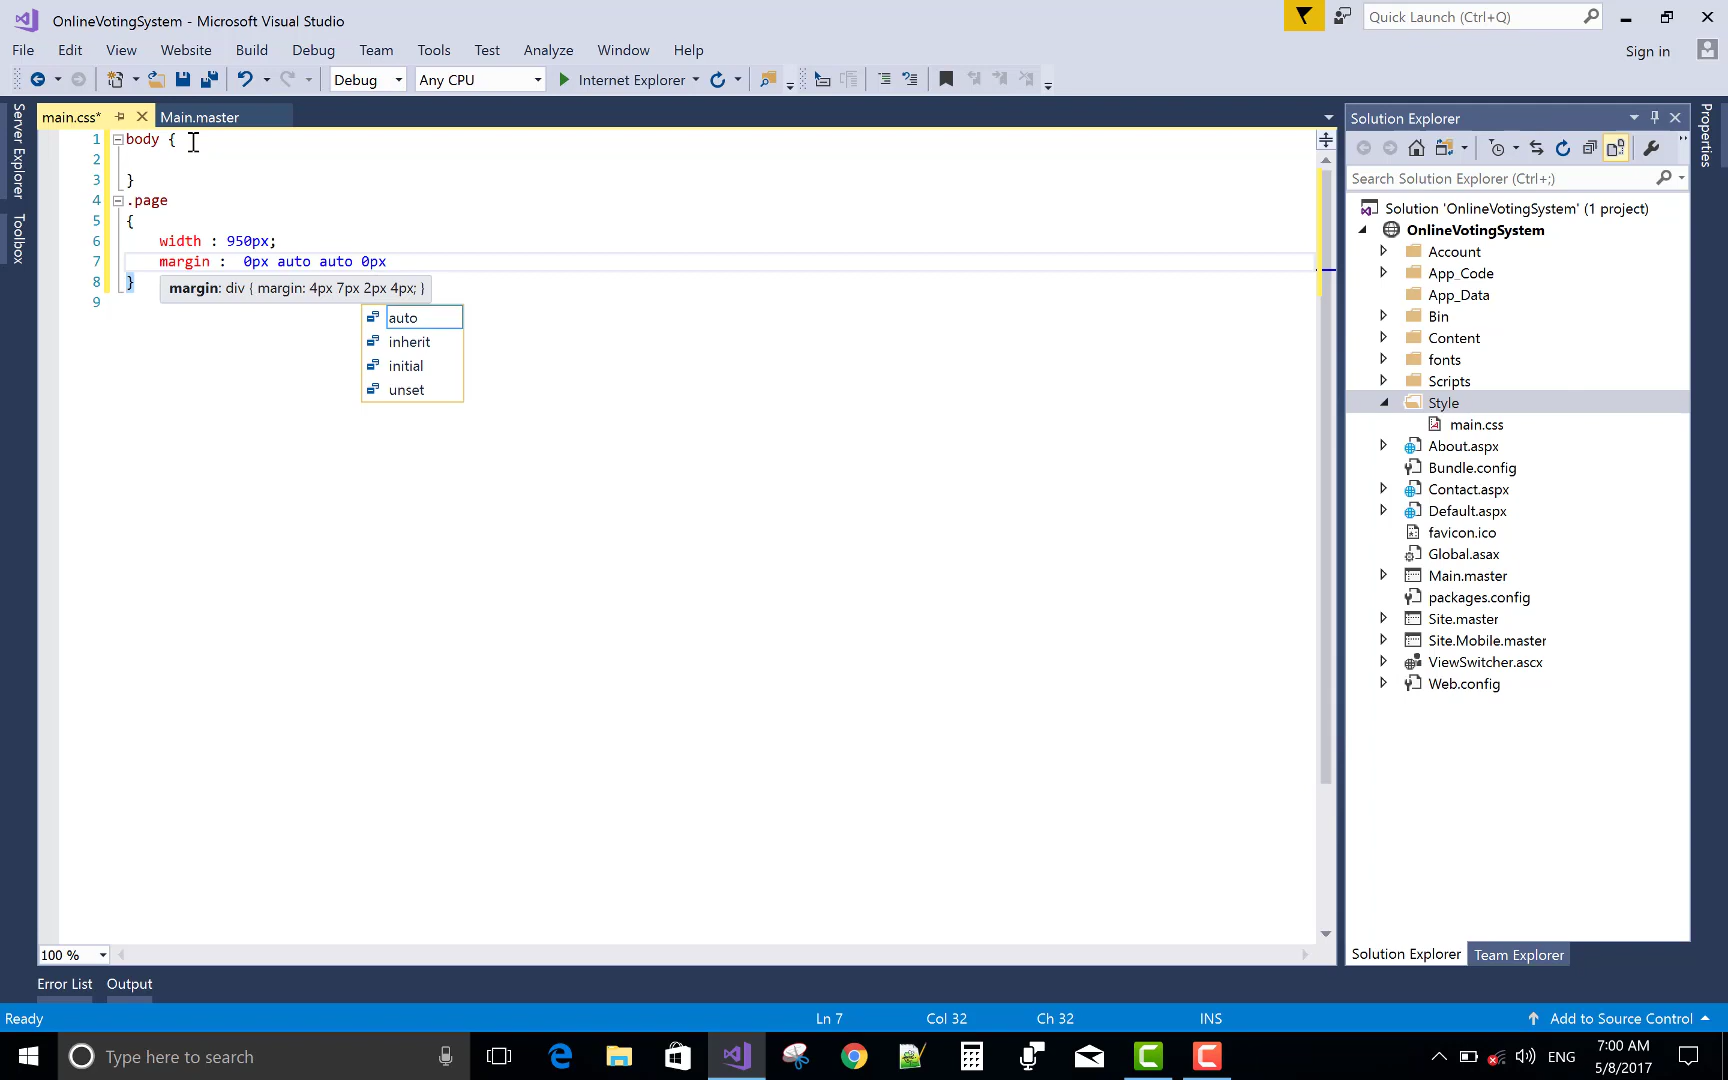 OnlineVotingSystem - Microsoft Visual Studio
Quick Launch (Ctrl+Q)
File Edit View Website Build Debug Team Tools Test Analyze Window Help
Sign in
Debug Any CPU Internet Explorer
Server Explorer
Toolbox
main.css* Main.master
1 body {
2
3 }
4 .page
5 {
6 width : 950px;
7 margin : 0px auto auto 0px
8 }
9
margin: div { margin: 4px 7px 2px 4px; }
auto
inherit
initial
unset
Solution Explorer
Properties
Search Solution Explorer (Ctrl+;)
Solution 'OnlineVotingSystem' (1 project)
OnlineVotingSystem
Account
App_Code
App_Data
Bin
Content
fonts
Scripts
Style
main.css
About.aspx
Bundle.config
Contact.aspx
Default.aspx
favicon.ico
Global.asax
Main.master
packages.config
Site.master
Site.Mobile.master
ViewSwitcher.ascx
Web.config
100 %
Solution Explorer Team Explorer
Error List Output
Ready Ln 7 Col 32 Ch 32 INS Add to Source Control
Type here to search
ENG
7:00 AM
5/8/2017